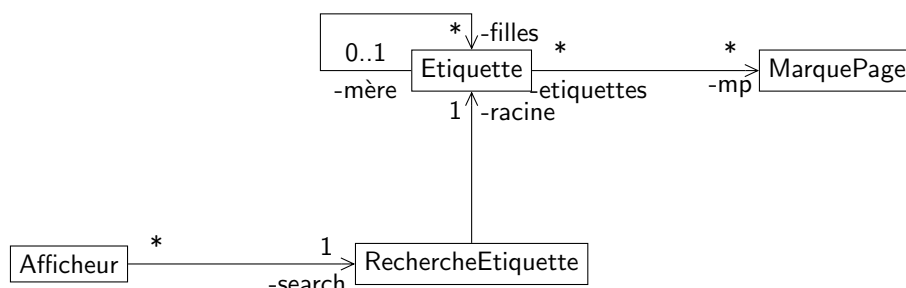 * -filles
0..1 * *
Etiquette MarquePage
-mère -etiquettes -mp
1 -racine
* 1
Afficheur RechercheEtiquette
-search